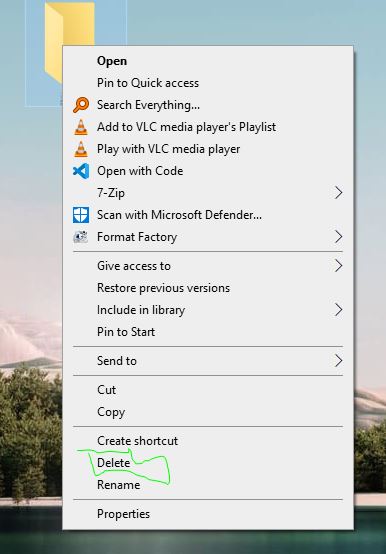 Open
Pin to Quick access
Search Everything...
Add to VLC media player's Playlist
Play with VLC media player
Open with Code
7-Zip
Scan with Microsoft Defender...
Format Factory
Give access to
Restore previous versions
Include in library
Pin to Start
Send to
Cut
Copy
Create shortcut
Delete
Rename
Properties